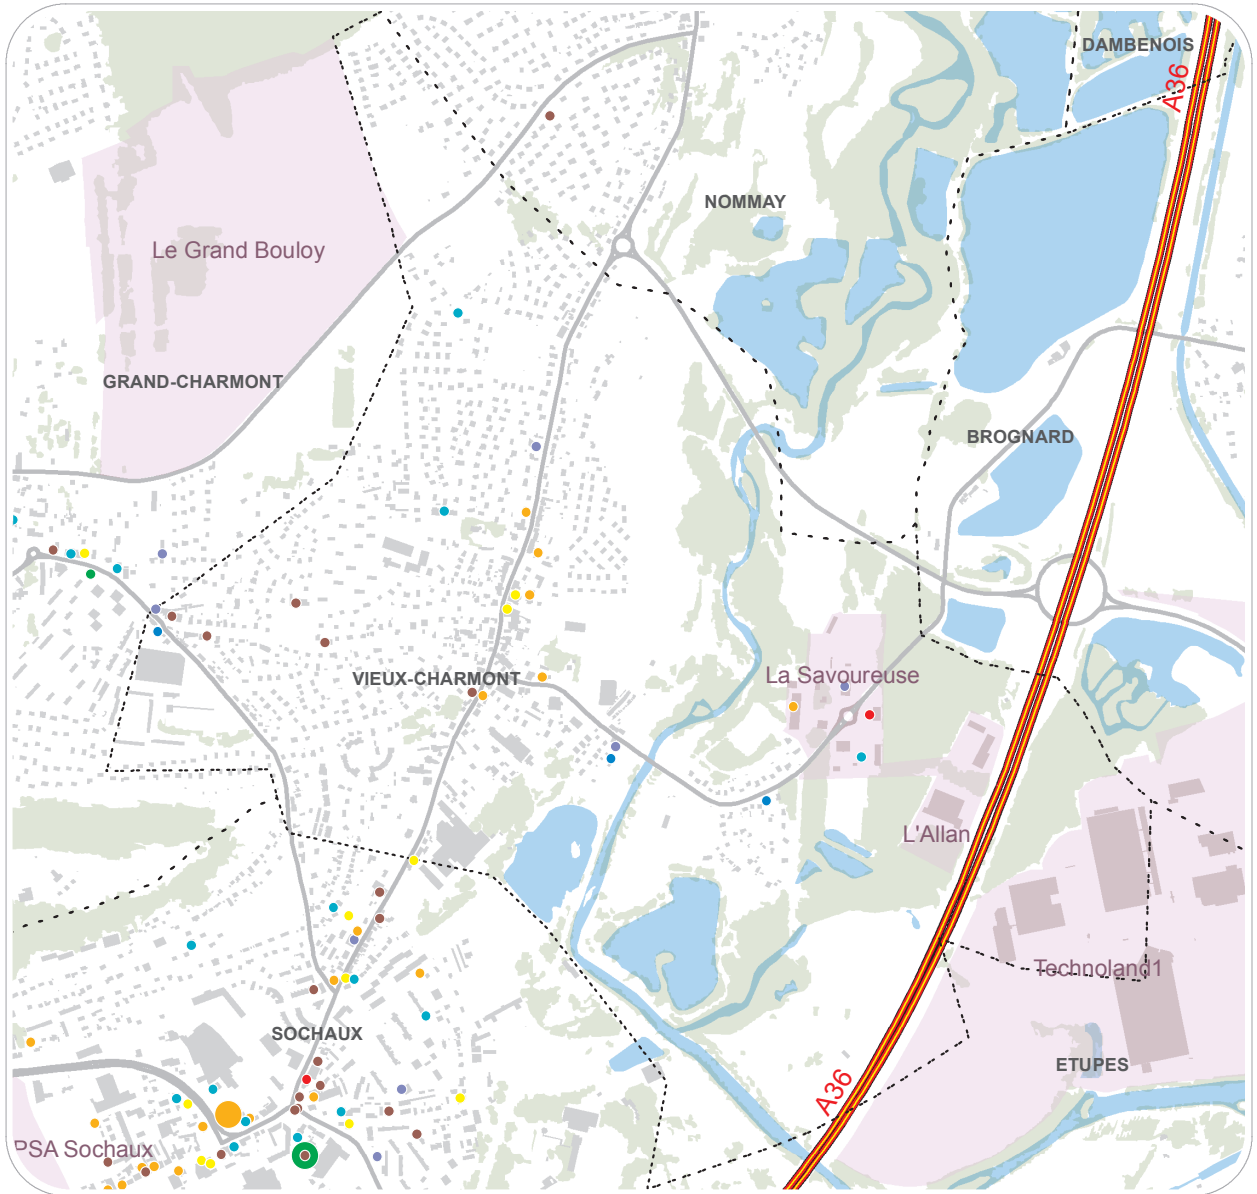 DAMBENOIS
A36
NOMMAY
Le Grand Bouloy
GRAND-CHARMONT
BROGNARD
VIEUX-CHARMONT
La Savoureuse
L'Allan
Technoland1
SOCHAUX
ETUPES
A36
PSA Sochaux